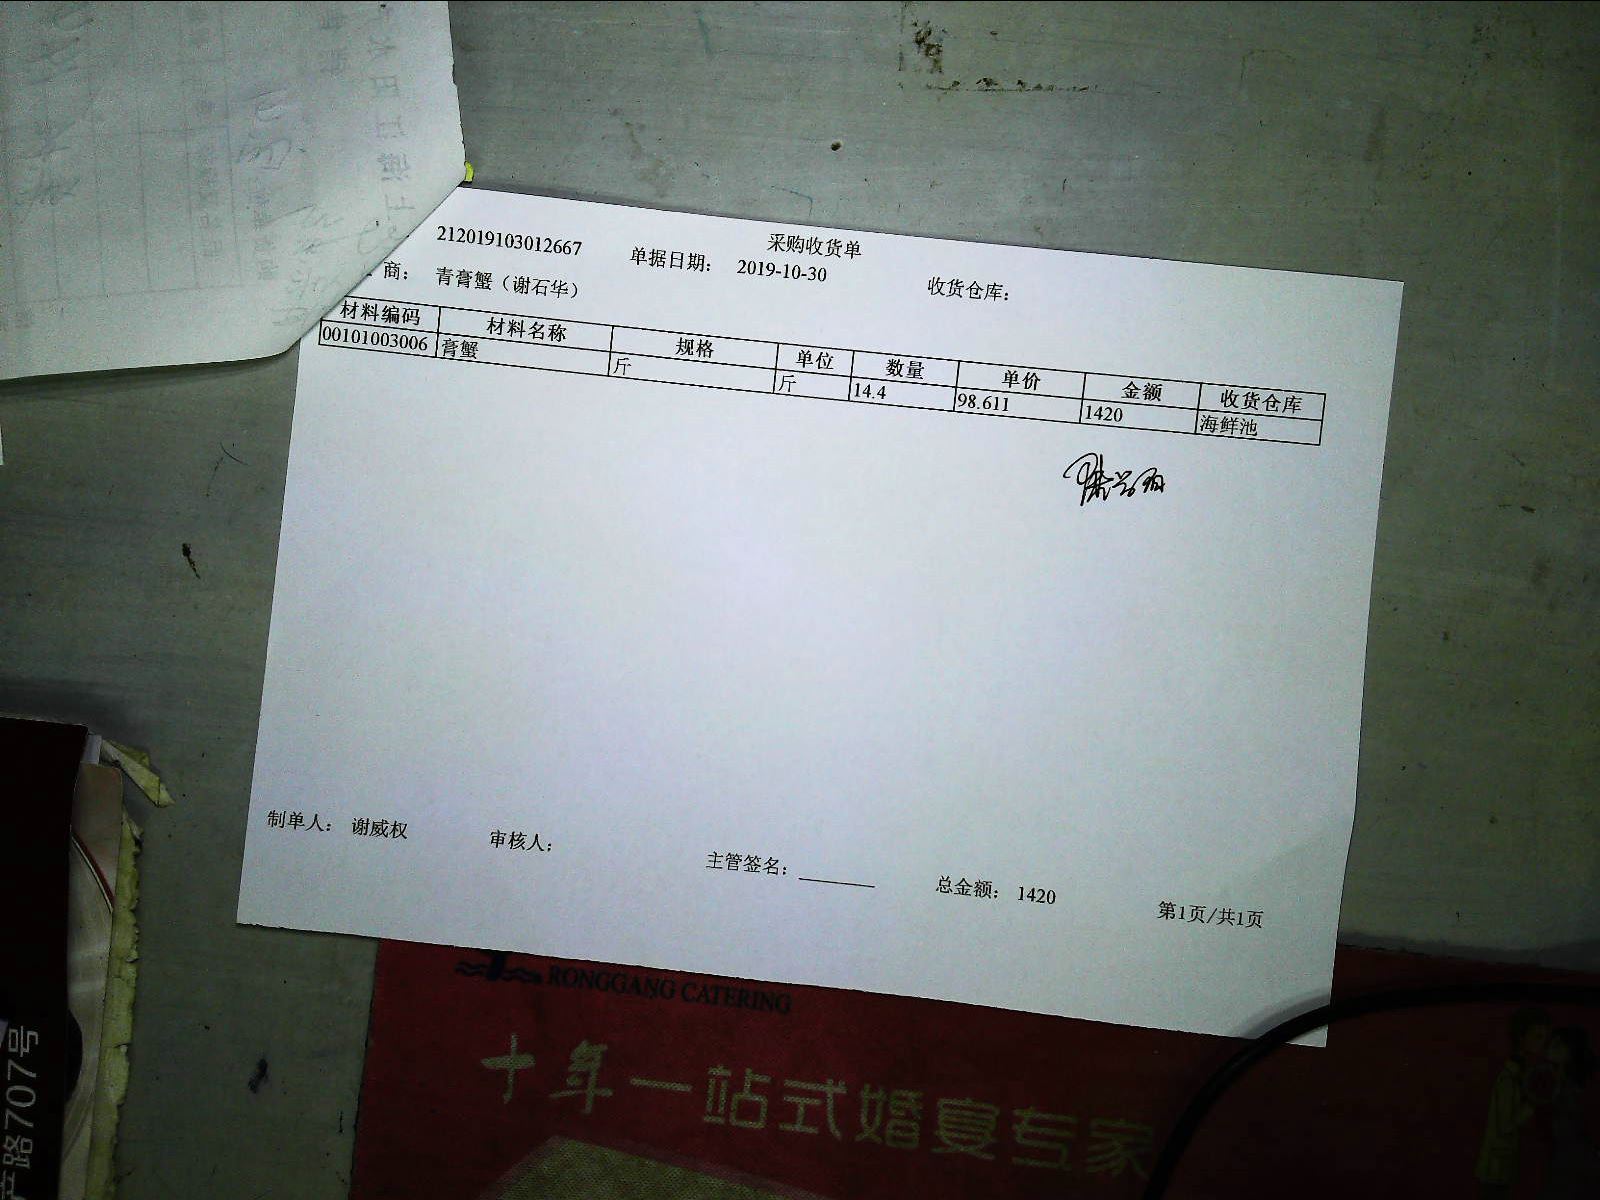 采购收货单
212019103012667 单据日期： 2019-10-30 收货仓库：
商： 青膏蟹（谢石华）
材料编码 材料名称 规格 单位 数量 单价 金额 收货仓库
00101003006 膏蟹 斤 斤 14.4 98.611 1420 海鲜池
制单人： 谢威权 审核人： 主管签名： 总金额： 1420 第1页/共1页
RONGGANG CATERING
十年一站式婚宴专家
路707号